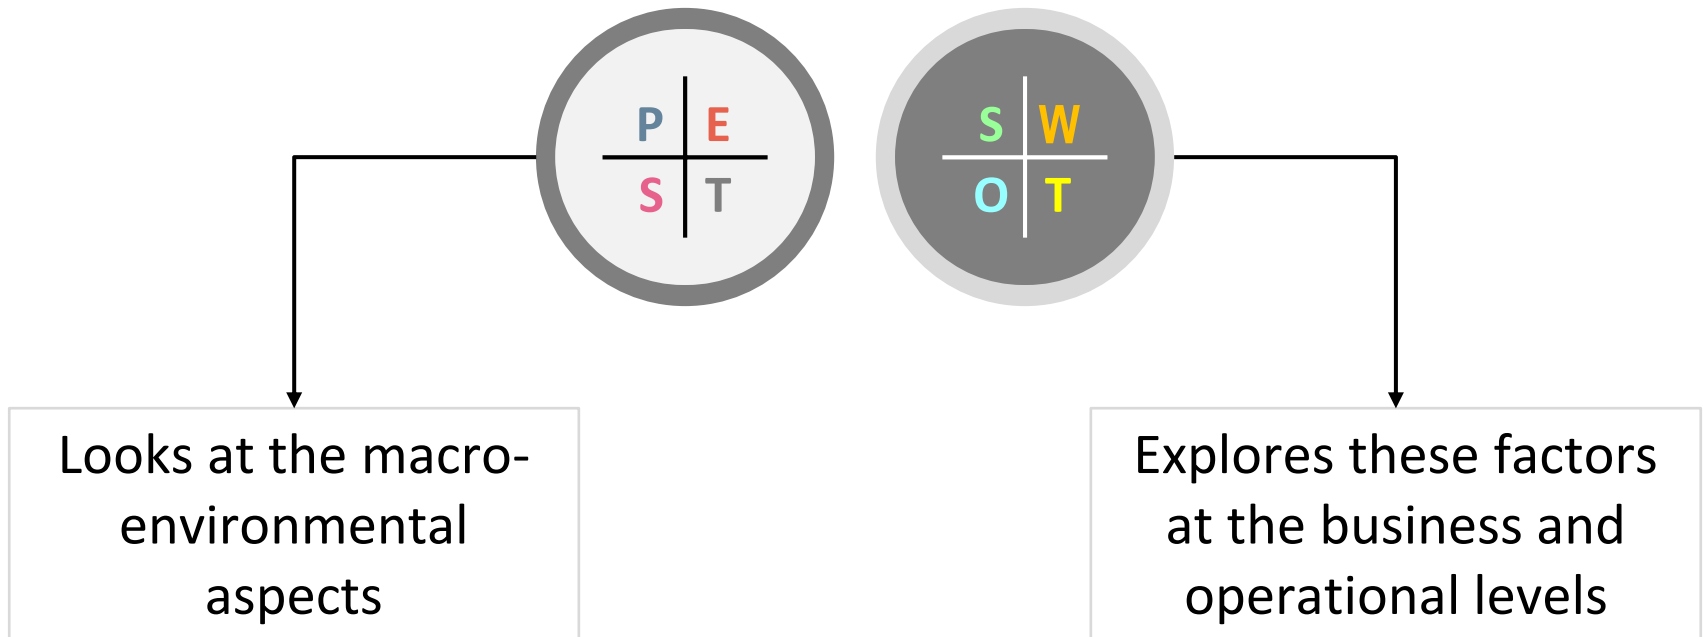 P E
S T
S W
O T
Looks at the macro-
environmental
aspects
Explores these factors
at the business and
operational levels